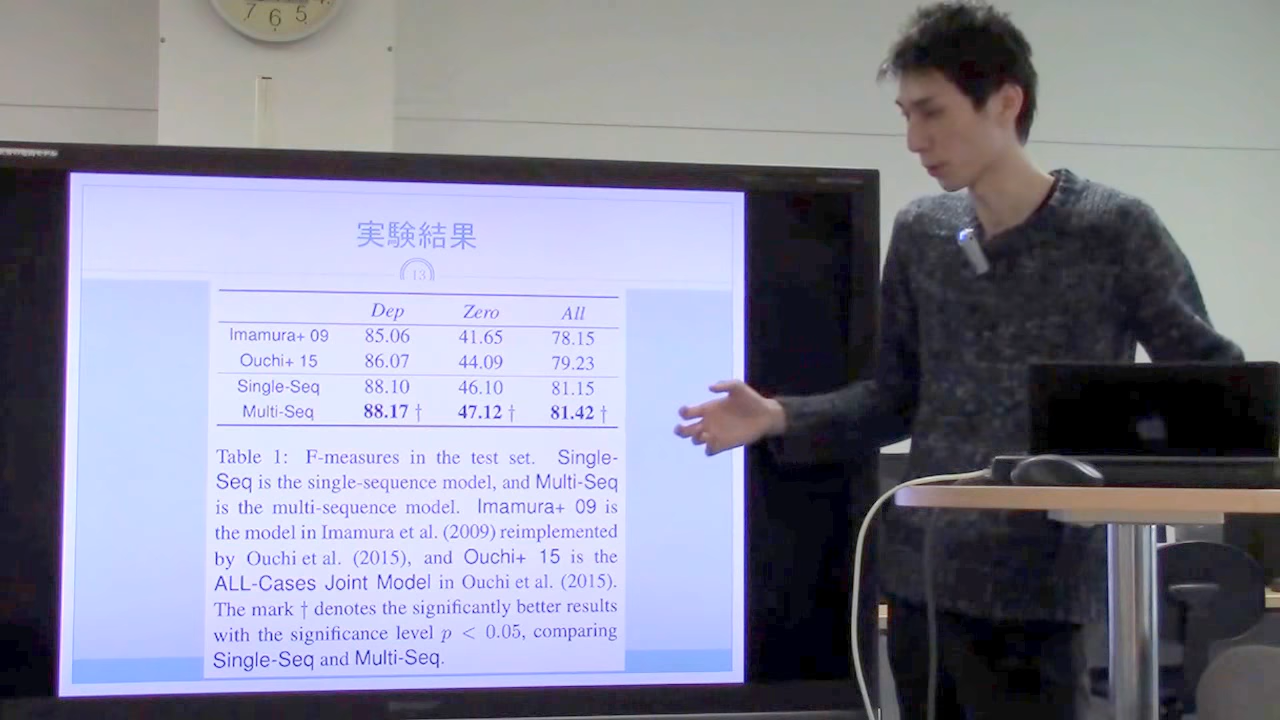 7 6 5
実験結果
13
Dep Zero All
Imamura+ 09 85.06 41.65 78.15
Ouchi+ 15 86.07 44.09 79.23
Single-Seq 88.10 46.10 81.15
Multi-Seq 88.17 † 47.12 † 81.42 †
Table 1: F-measures in the test set. Single-
Seq is the single-sequence model, and Multi-Seq
is the multi-sequence model. Imamura+ 09 is
the model in Imamura et al. (2009) reimplemented
by Ouchi et al. (2015), and Ouchi+ 15 is the
ALL-Cases Joint Model in Ouchi et al. (2015).
The mark † denotes the significantly better results
with the significance level p < 0.05, comparing
Single-Seq and Multi-Seq.